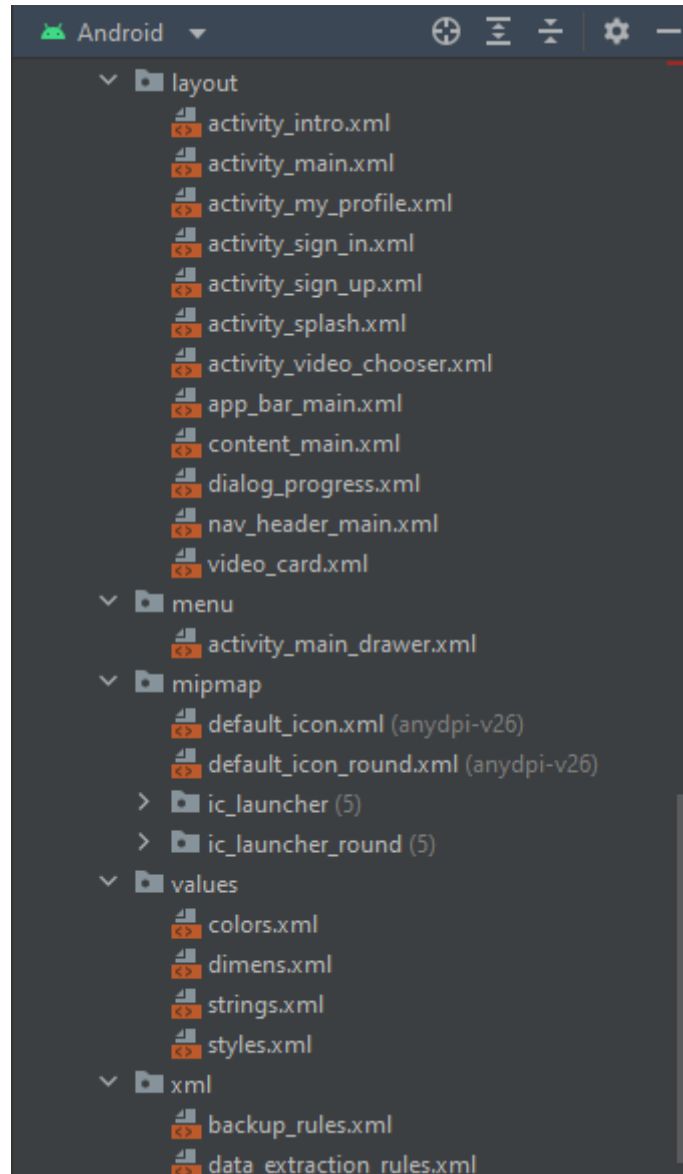 Android
layout
activity_intro.xml
activity_main.xml
activity_my_profile.xml
activity_sign_in.xml
activity_sign_up.xml
activity_splash.xml
activity_video_chooser.xml
app_bar_main.xml
content_main.xml
dialog_progress.xml
nav_header_main.xml
video_card.xml
menu
activity_main_drawer.xml
mipmap
default_icon.xml (anydpi-v26)
default_icon_round.xml (anydpi-v26)
ic_launcher (5)
ic_launcher_round (5)
values
colors.xml
dimens.xml
strings.xml
styles.xml
xml
backup_rules.xml
data_extraction_rules.xml